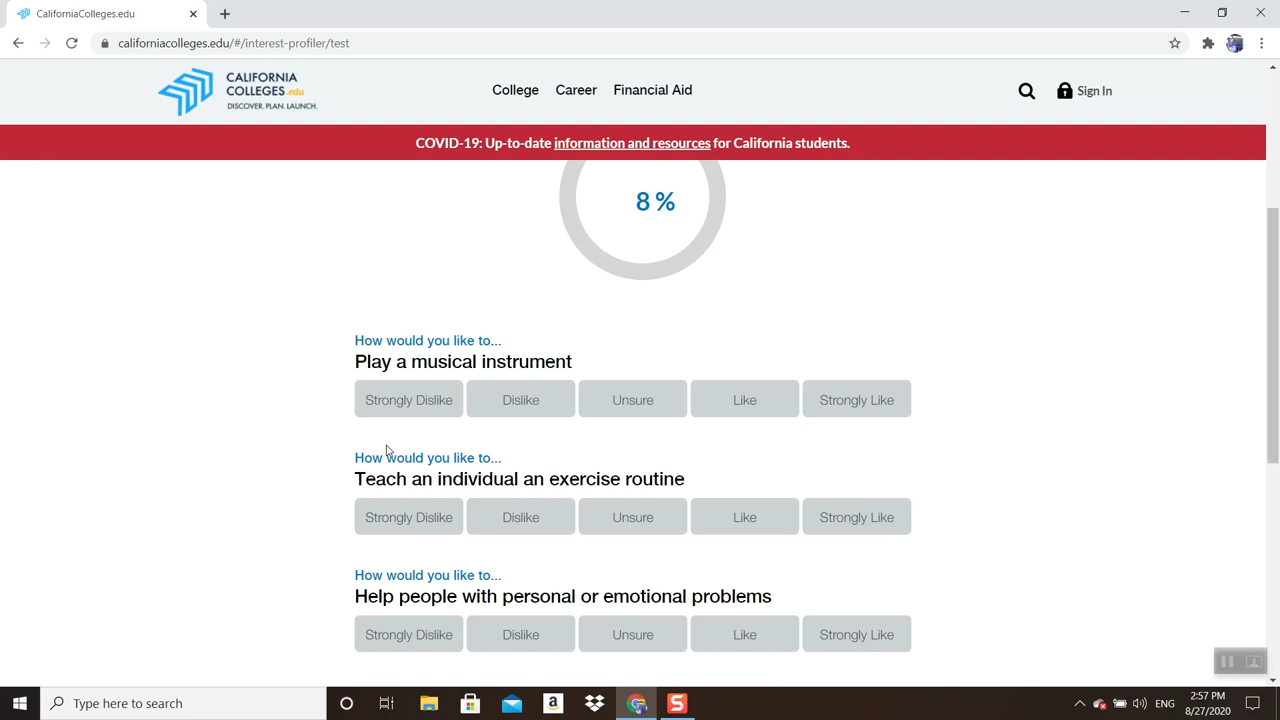 CaliforniaColleges.edu
californiacolleges.edu/#/interest-profiler/test
CALIFORNIA
COLLEGES.edu
DISCOVER. PLAN. LAUNCH.
College Career Financial Aid
Sign In
COVID-19: Up-to-date information and resources for California students.
8 %
How would you like to...
Play a musical instrument
Strongly Dislike Dislike Unsure Like Strongly Like
How would you like to...
Teach an individual an exercise routine
Strongly Dislike Dislike Unsure Like Strongly Like
How would you like to...
Help people with personal or emotional problems
Strongly Dislike Dislike Unsure Like Strongly Like
Type here to search
a
S
ENG
2:57 PM
8/27/2020